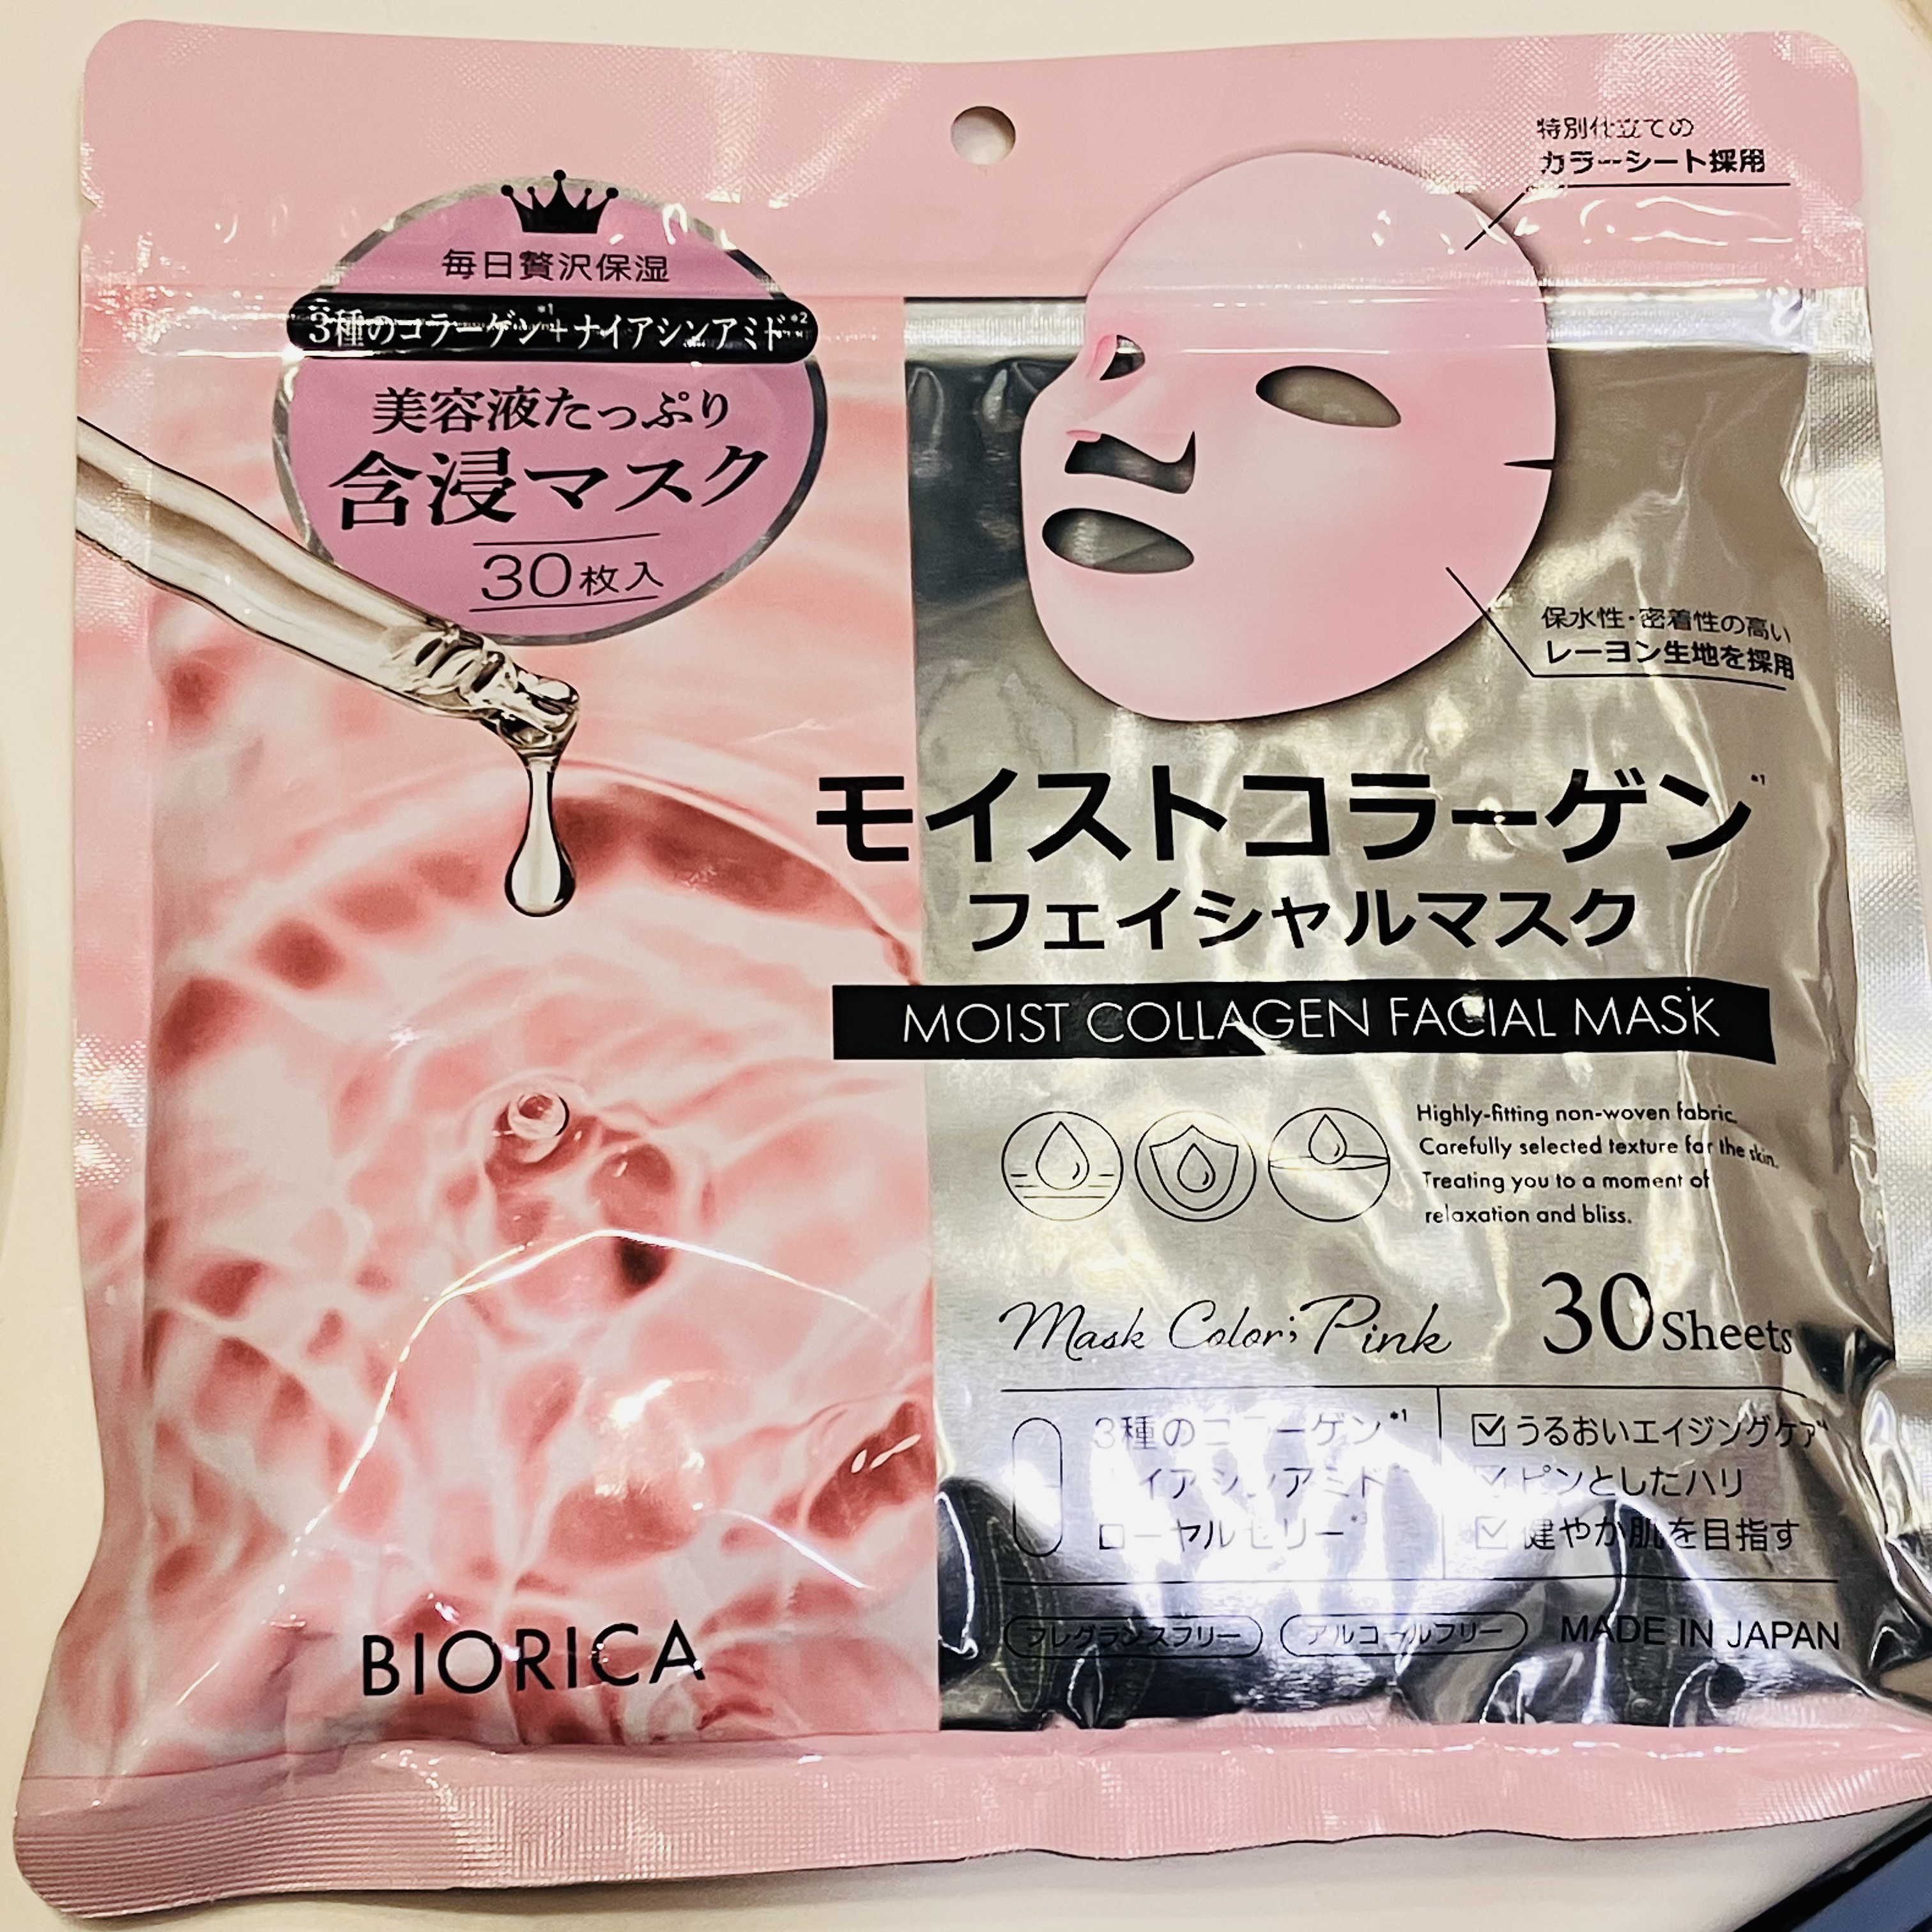 特別仕立ての
カラーシート採用
毎日贅沢保湿
3種のコラーゲン*1+ナイアシンアミド*2
美容液たっぷり
含浸マスク
30枚入
保水性・密着性の高い
レーヨン生地を採用
モイストコラーゲン*1
フェイシャルマスク
MOIST COLLAGEN FACIAL MASK
Highly-fitting non-woven fabric.
Carefully selected texture for the skin.
Treating you to a moment of
relaxation and bliss.
Mask Color; Pink
30 Sheets
3種のコラーゲン*1
ナイアシンアミド
ローヤルゼリー*3
うるおいエイジングケア*4
ピンとしたハリ
健やか肌を目指す
フレグランスフリー
アルコールフリー
MADE IN JAPAN
BIORICA